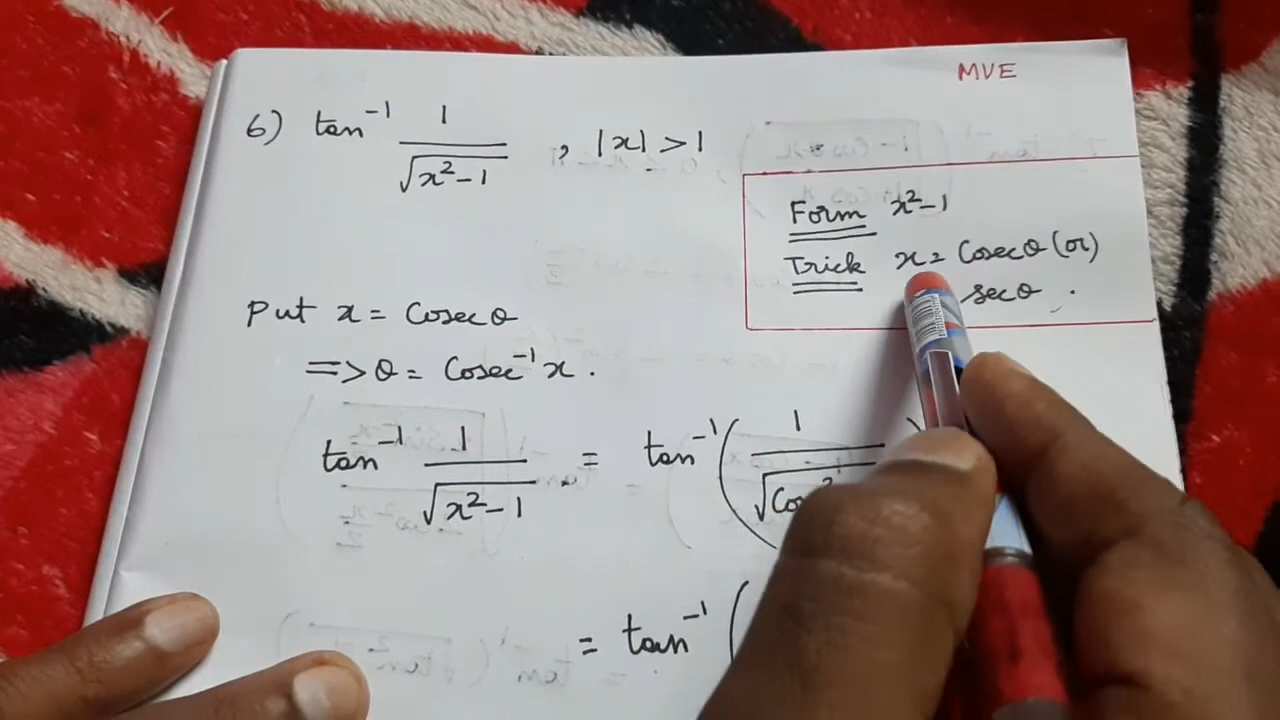 MVE
6) tan⁻¹ 1/√(x²-1) , |x| > 1
Form x²-1
Trick x = Cosecθ (or)
secθ .
Put x = Cosecθ
=> θ = Cosec⁻¹x .
tan⁻¹ 1/√(x²-1) = tan⁻¹(1/√
= tan⁻¹(